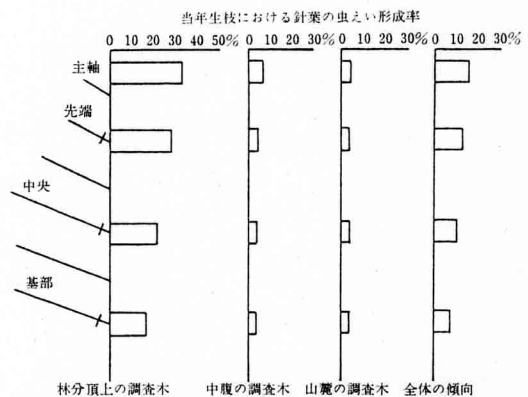 当年生枝における針葉の虫えい形成率
0 10 20 30 40 50% 0 10 20 30% 0 10 20 30% 0 10 20 30%
主軸
先端
中央
基部
林分頂上の調査木 中腹の調査木 山麓の調査木 全体の傾向